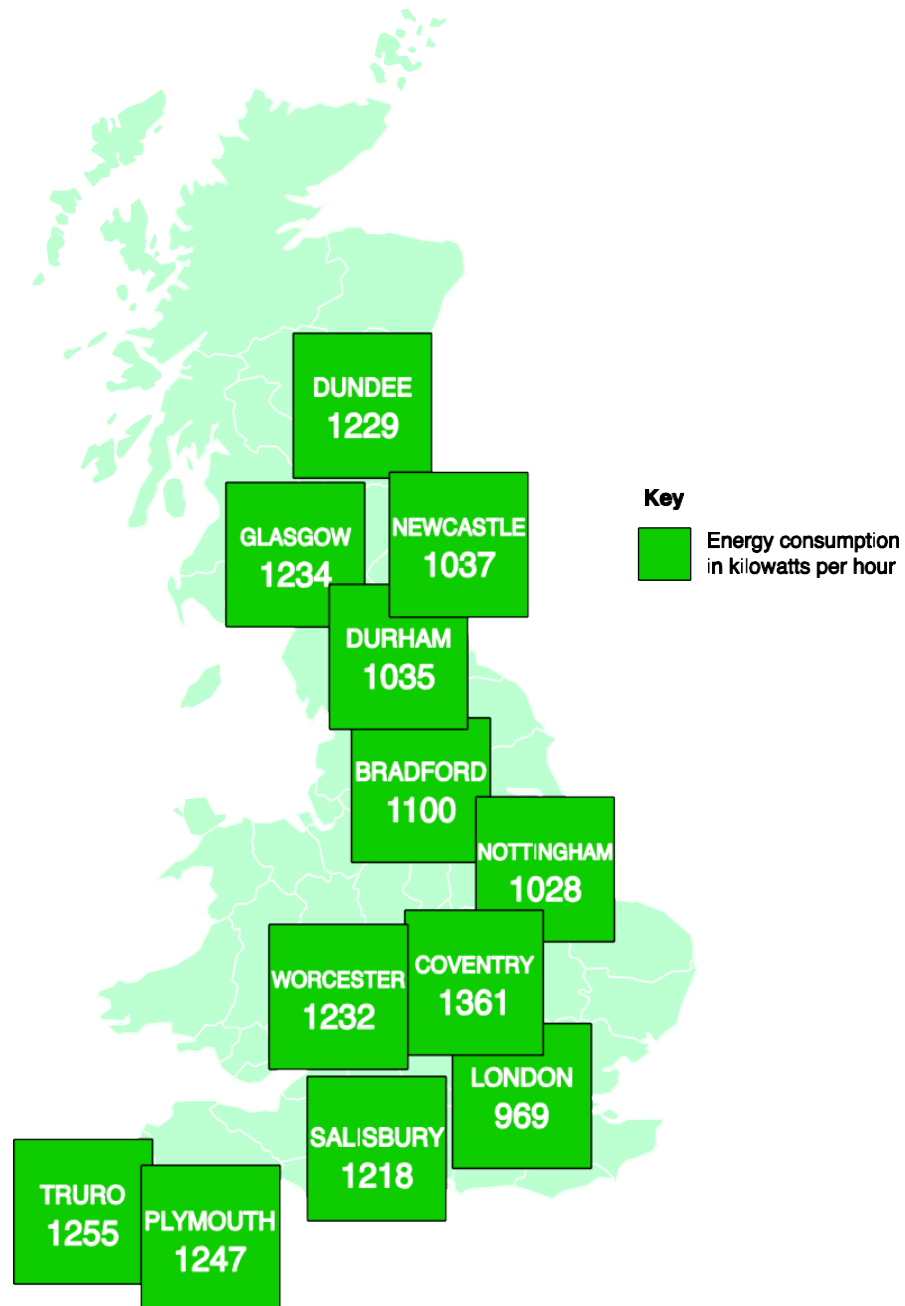 DUNDEE
1229
GLASGOW
1234
NEWCASTLE
1037
Key
Energy consumption
in kilowatts per hour
DURHAM
1035
BRADFORD
1100
NOTTINGHAM
1028
WORCESTER
1232
COVENTRY
1361
LONDON
969
SALISBURY
1218
TRURO
1255
PLYMOUTH
1247